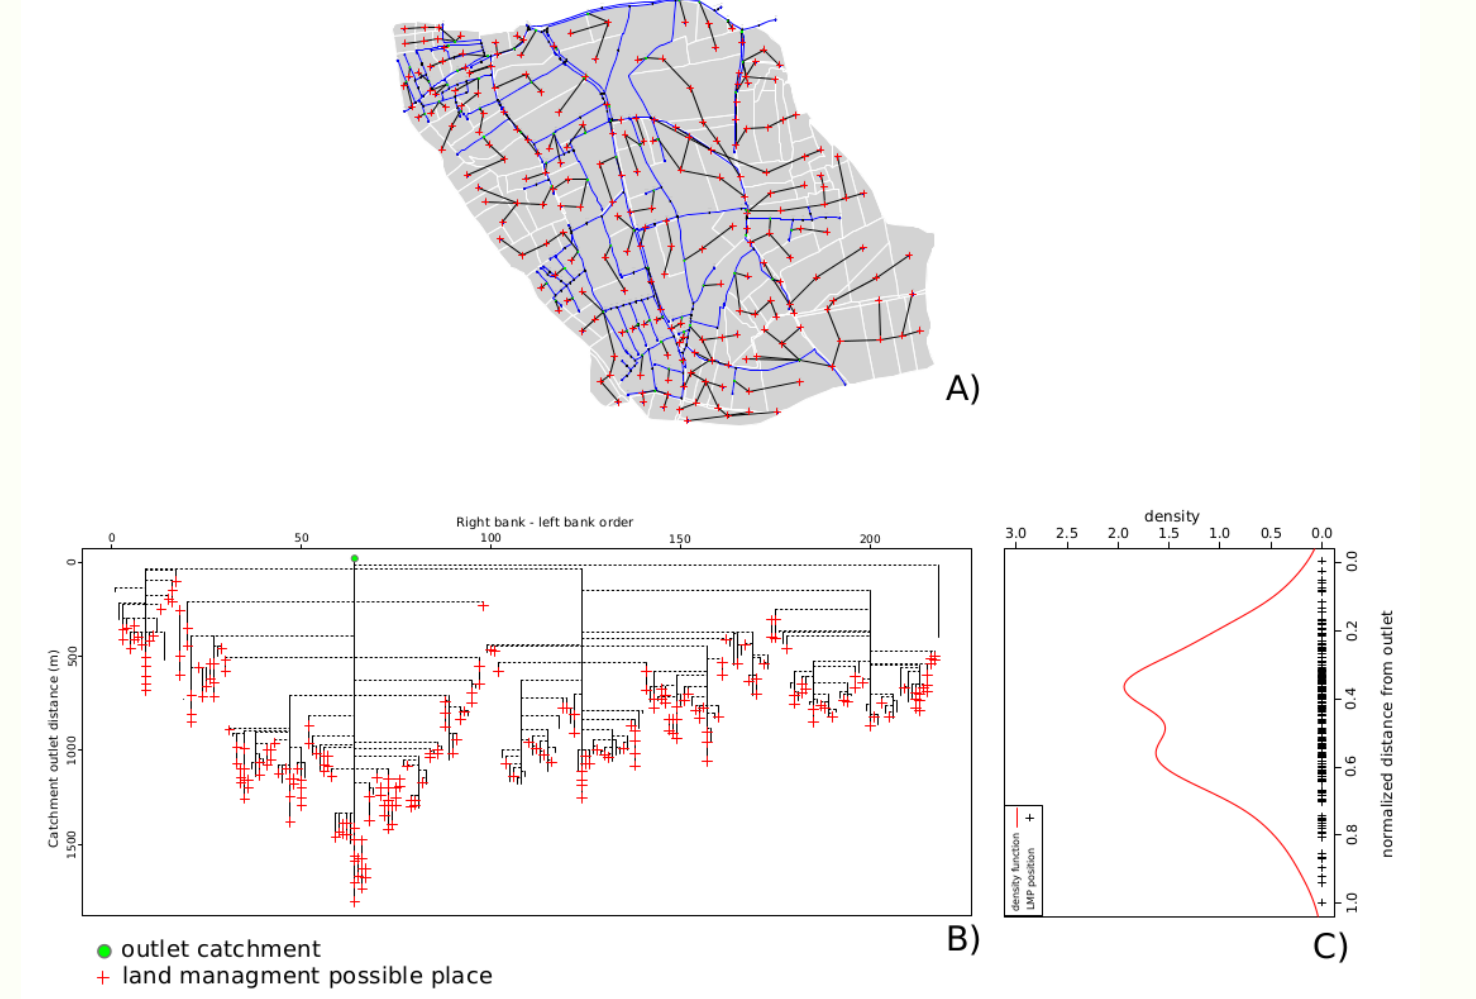 A)
Right bank - left bank order
0 50 100 150 200
Catchment outlet distance (m)
0
500
1000
1500
B)
outlet catchment
land managment possible place
density
3.0 2.5 2.0 1.5 1.0 0.5 0.0
0.0
0.2
0.4
0.6
0.8
1.0
normalized distance from outlet
density function
LMP position
C)